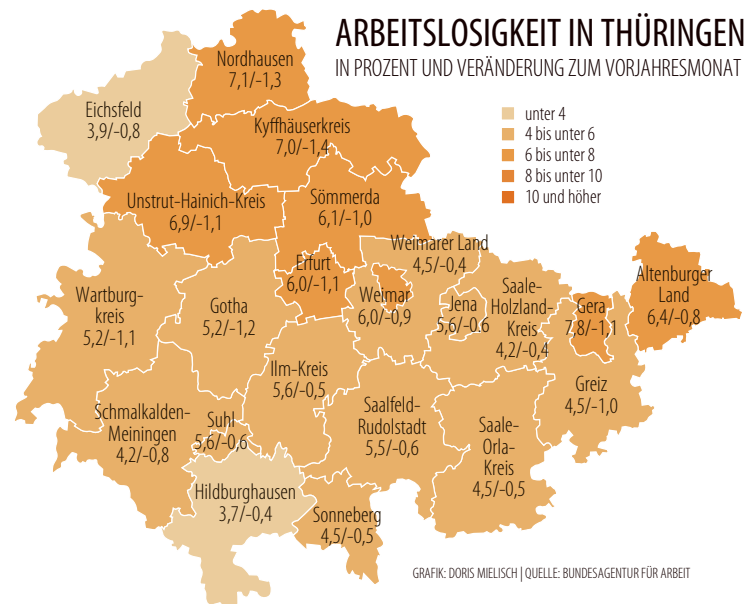 ARBEITSLOSIGKEIT IN THÜRINGEN
IN PROZENT UND VERÄNDERUNG ZUM VORJAHRESMONAT
unter 4
4 bis unter 6
6 bis unter 8
8 bis unter 10
10 und höher
Nordhausen
7,1/-1,3
Eichsfeld
3,9/-0,8
Kyffhäuserkreis
7,0/-1,4
Unstrut-Hainich-Kreis
6,9/-1,1
Sömmerda
6,1/-1,0
Weimarer Land
4,5/-0,4
Erfurt
6,0/-1,1
Wartburg-
kreis
5,2/-1,1
Gotha
5,2/-1,2
Weimar
6,0/-0,9
Jena
5,6/-0.6
Saale-
Holzland-
Kreis
4,2/-0,4
Gera
7,8/-1,1
Altenburger
Land
6,4/-0,8
Ilm-Kreis
5,6/-0,5
Greiz
4,5/-1,0
Schmalkalden-
Meiningen
4,2/-0,8
Suhl
5,6/-0,6
Saalfeld-
Rudolstadt
5,5/-0,6
Saale-
Orla-
Kreis
4,5/-0,5
Hildburghausen
3,7/-0,4
Sonneberg
4,5/-0,5
GRAFIK: DORIS MIELISCH | QUELLE: BUNDESAGENTUR FÜR ARBEIT